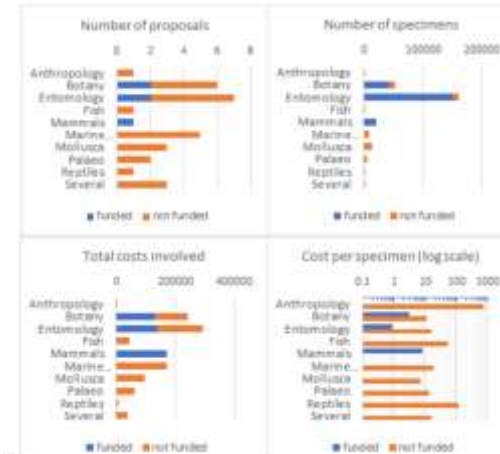 Number of proposals
0 2 4 6 8
Anthropology
Botany
Entomology
Fish
Mammals
Marine...
Mollusca
Palaeo
Reptiles
Several
funded not funded
Number of specimens
0 100000 200000
Anthropology
Botany
Entomology
Fish
Mammals
Marine...
Mollusca
Palaeo
Reptiles
Several
funded not funded
Total costs involved
0 200000 400000
Anthropology
Botany
Entomology
Fish
Mammals
Marine...
Mollusca
Palaeo
Reptiles
Several
funded not funded
Cost per specimen (log scale)
0.1 1 10 100 1000
Anthropology
Botany
Entomology
Fish
Mammals
Marine...
Mollusca
Palaeo
Reptiles
Several
funded not funded